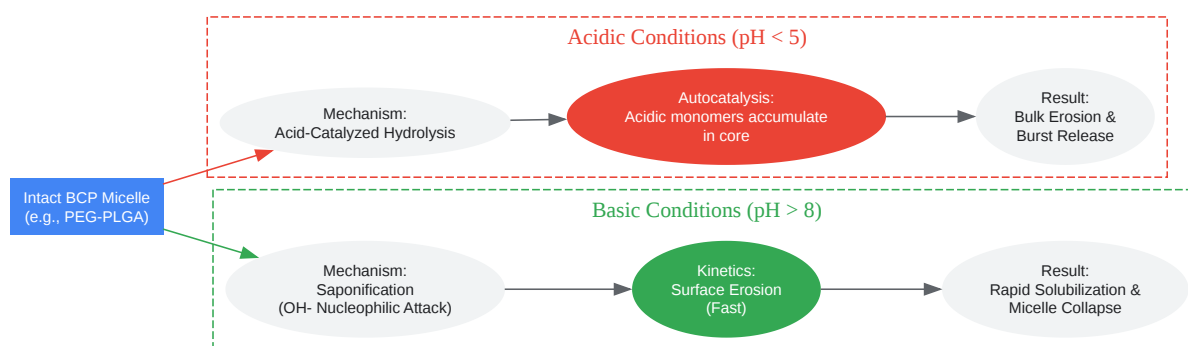 Acidic Conditions (pH < 5)
Mechanism:
Acid-Catalyzed Hydrolysis
Autocatalysis:
Acidic monomers accumulate
in core
Result:
Bulk Erosion &
Burst Release
Intact BCP Micelle
(e.g., PEG-PLGA)
Basic Conditions (pH > 8)
Mechanism:
Saponification
(OH- Nucleophilic Attack)
Kinetics:
Surface Erosion
(Fast)
Result:
Rapid Solubilization &
Micelle Collapse